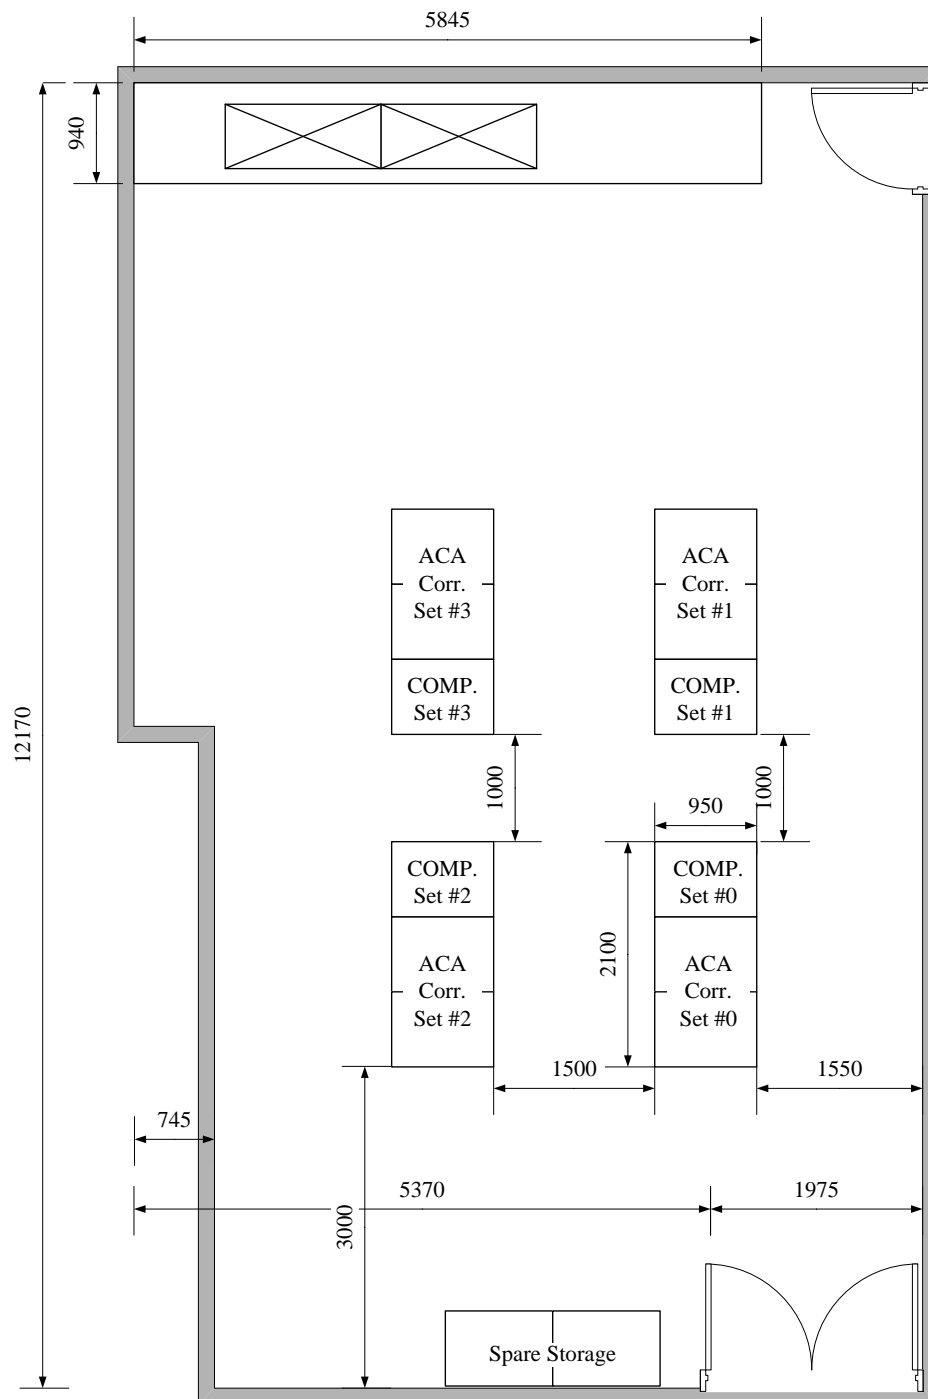 5845
940
ACA
Corr.
Set #3
ACA
Corr.
Set #1
COMP.
Set #3
COMP.
Set #1
12170
1000
1000
950
COMP.
Set #2
COMP.
Set #0
2100
ACA
Corr.
Set #2
ACA
Corr.
Set #0
1500
1550
745
5370
1975
3000
Spare Storage